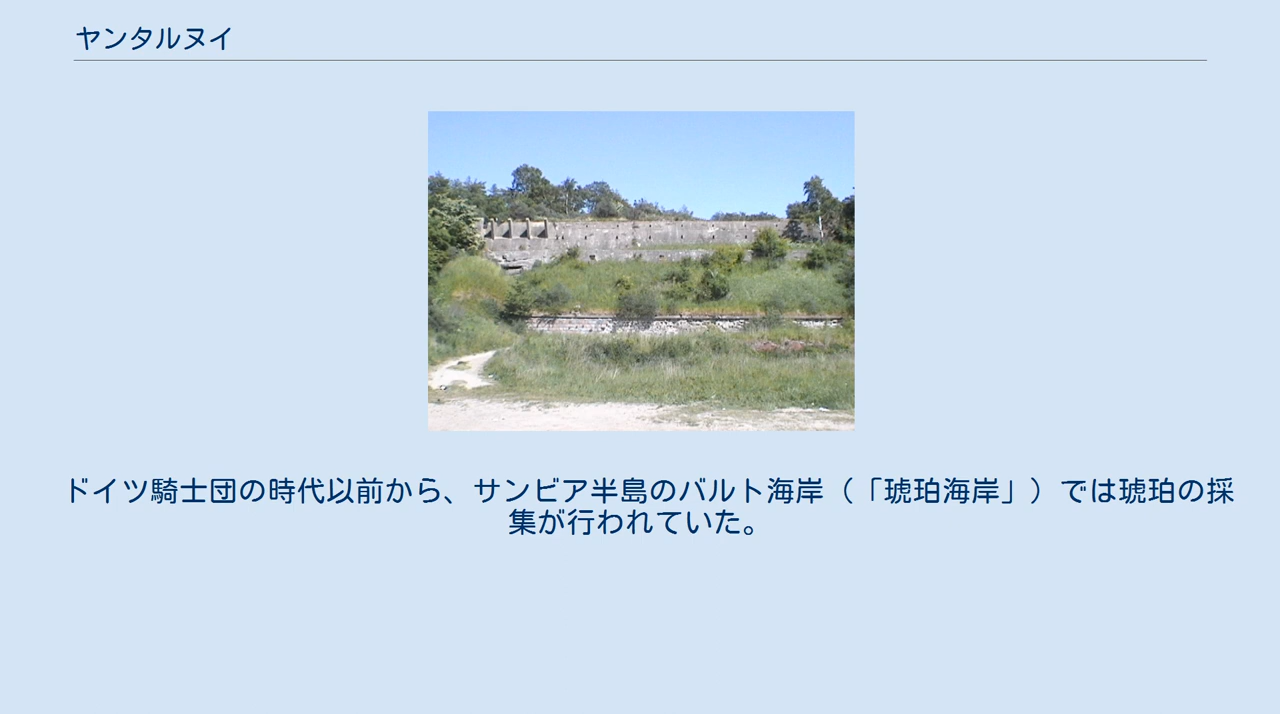 ヤンタルヌイ
ドイツ騎士団の時代以前から、サンビア半島のバルト海岸（「琥珀海岸」）では琥珀の採
集が行われていた。